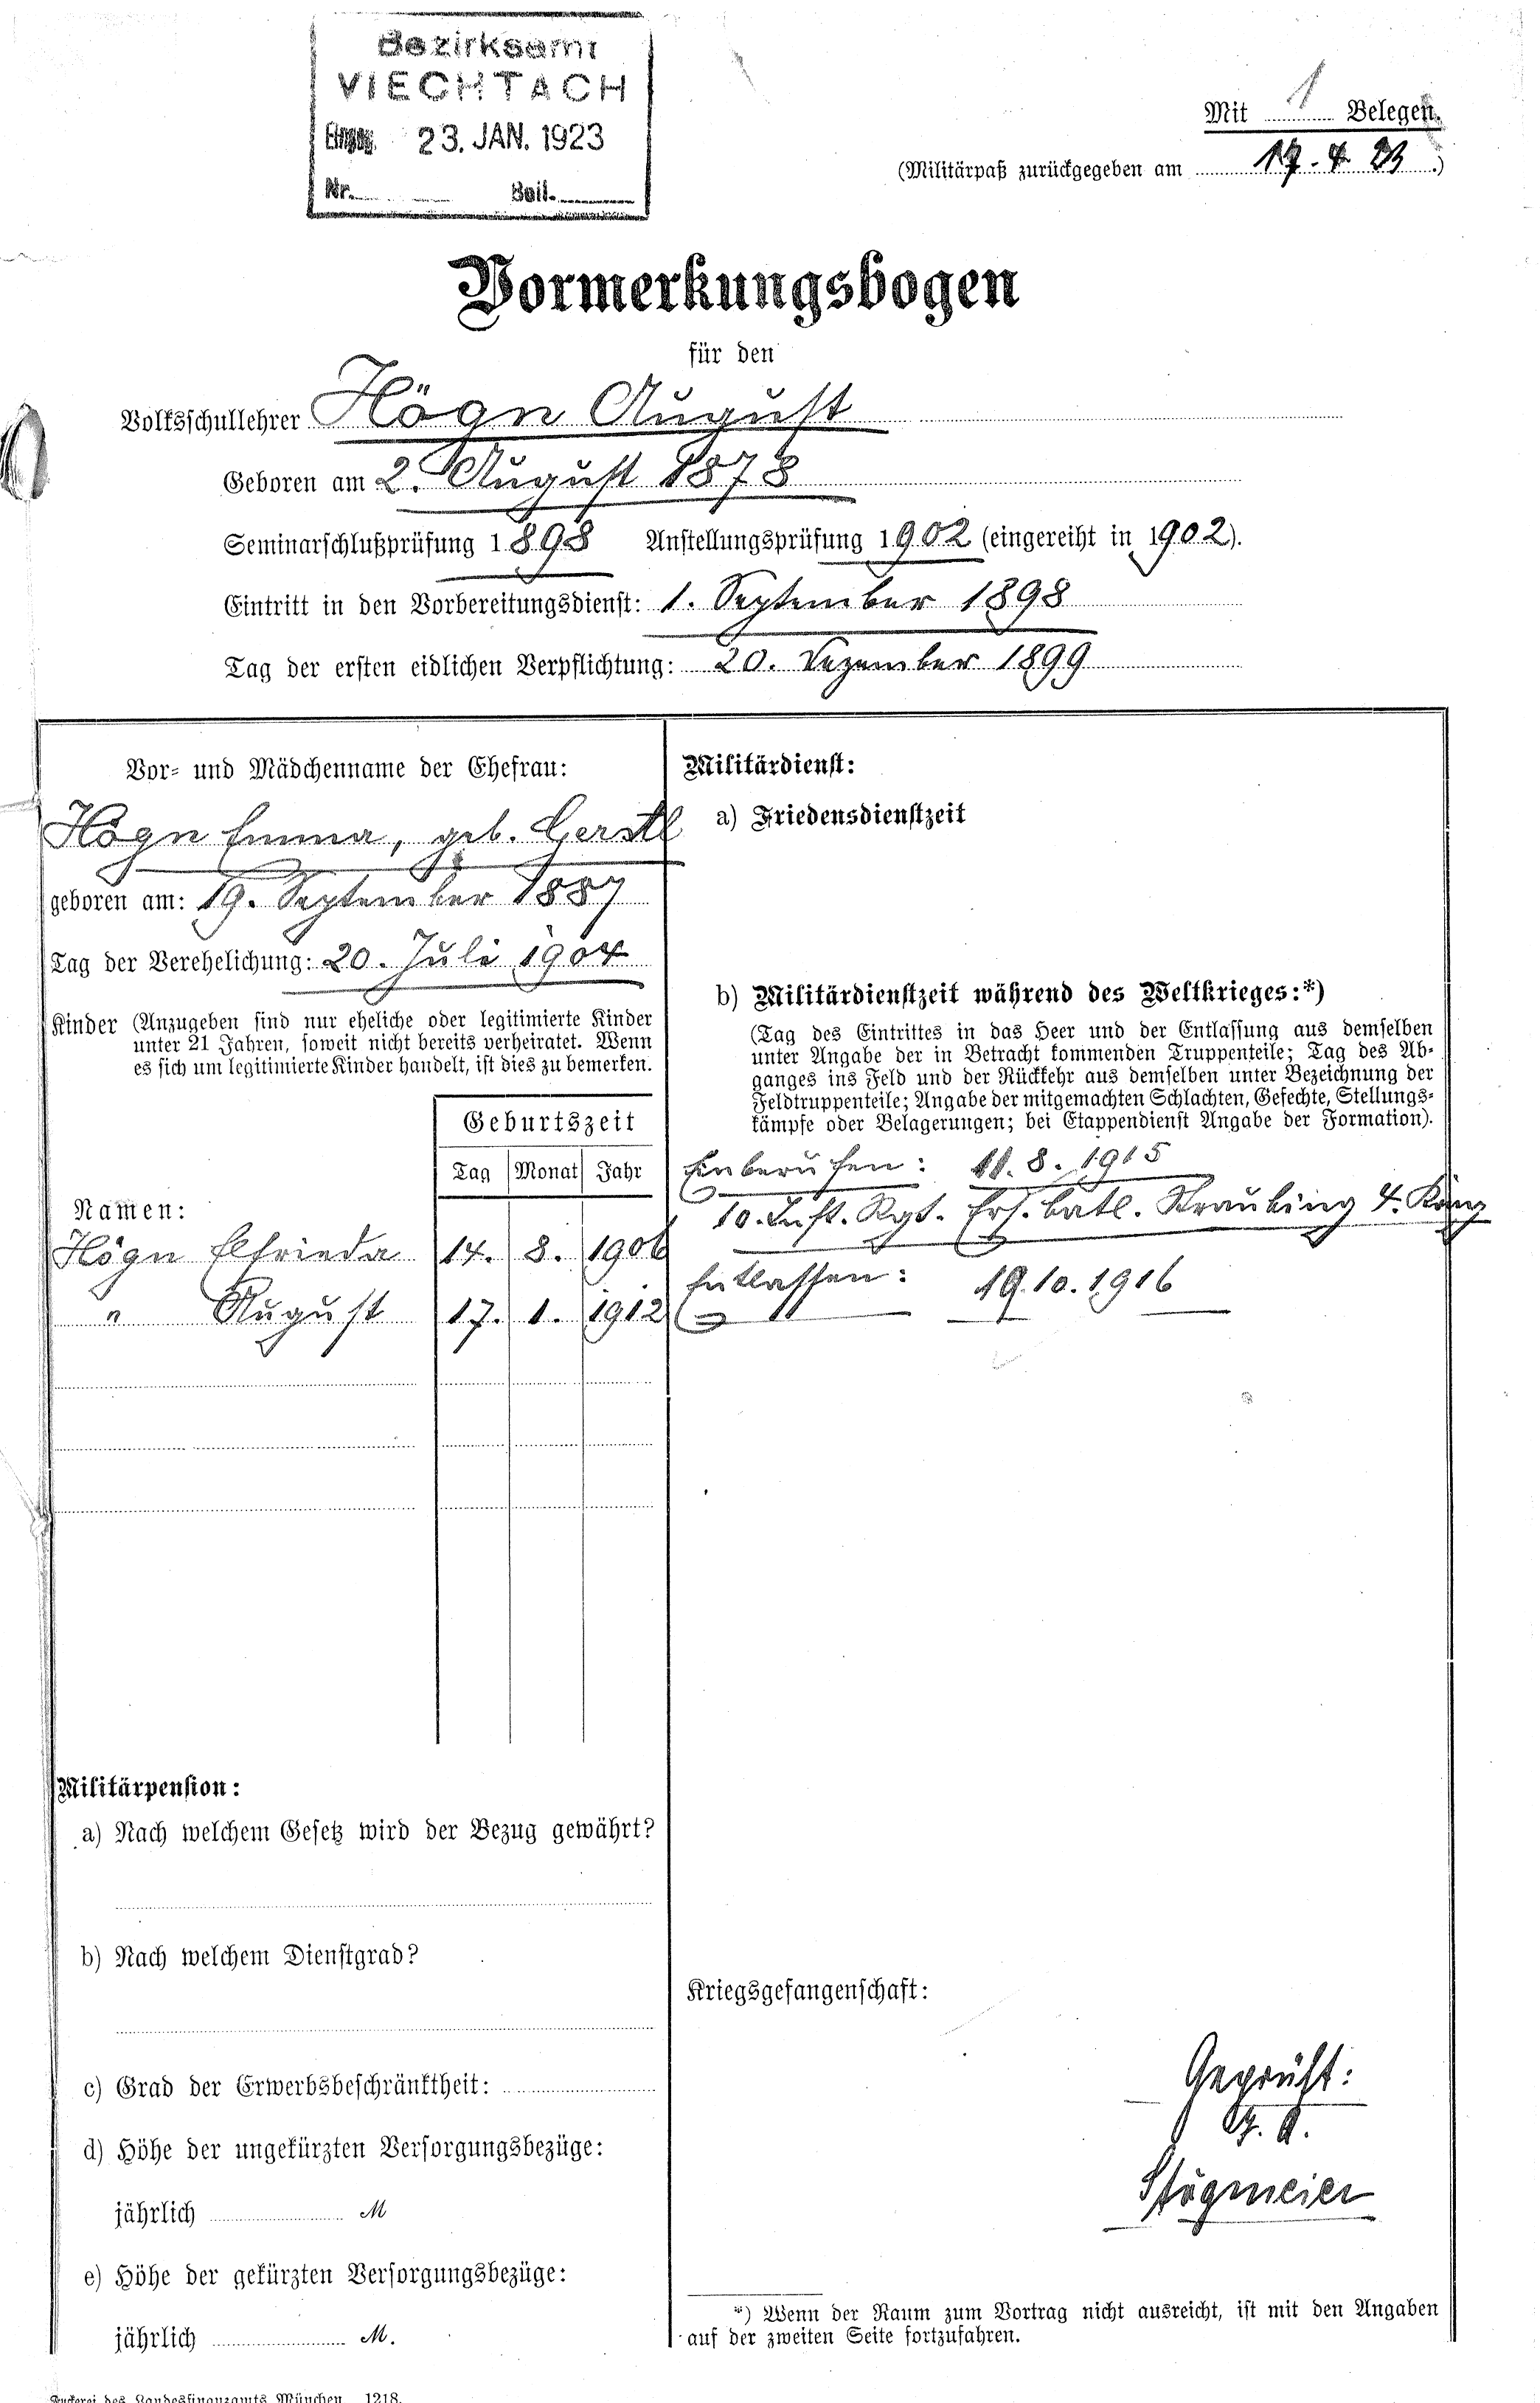 Bezirksamt
VIECHTACH
Eingeg. 23. JAN. 1923
Nr. Beil.
Mit 1 Belegen.
(Militärpaß zurückgegeben am 17. 4. 23.)
Vormerkungsbogen
für den
Volksschullehrer Högn August
Geboren am 2. August 1878
Seminarschlußprüfung 1898 Anstellungsprüfung 1902 (eingereiht in 1902).
Eintritt in den Vorbereitungsdienst: 1. September 1898
Tag der ersten eidlichen Verpflichtung: 20. Dezember 1899
Vor- und Mädchenname der Ehefrau:
Högn Emma, geb. Gerstl
geboren am: 19. September 1887
Tag der Verehelichung: 20. Juli 1904
Kinder (Anzugeben sind nur eheliche oder legitimierte Kinder
unter 21 Jahren, soweit nicht bereits verheiratet. Wenn
es sich um legitimierte Kinder handelt, ist dies zu bemerken.
Geburtszeit
Tag Monat Jahr
Namen:
Högn Elfrieda 14. 8. 1906
" August 17. 1. 1912
Militärpension:
a) Nach welchem Gesetz wird der Bezug gewährt?
b) Nach welchem Dienstgrad?
c) Grad der Erwerbsbeschränktheit:
d) Höhe der ungekürzten Versorgungsbezüge:
jährlich M
e) Höhe der gekürzten Versorgungsbezüge:
jährlich M.
Militärdienst:
a) Friedensdienstzeit
b) Militärdienstzeit während des Weltkrieges:*)
(Tag des Eintrittes in das Heer und der Entlassung aus demselben
unter Angabe der in Betracht kommenden Truppenteile; Tag des Ab-
ganges ins Feld und der Rückkehr aus demselben unter Bezeichnung der
Feldtruppenteile; Angabe der mitgemachten Schlachten, Gefechte, Stellungs-
kämpfe oder Belagerungen; bei Etappendienst Angabe der Formation).
Einberufen: 11. 8. 1915
10. Inft. Rgt. Ers. Batl. Straubing 4.
Entlassen: 19. 10. 1916
Kriegsgefangenschaft:
Geprüft:
J. A.
*) Wenn der Raum zum Vortrag nicht ausreicht, ist mit den Angaben
auf der zweiten Seite fortzufahren.
Druckerei des Landesfinanzamts München 1218.